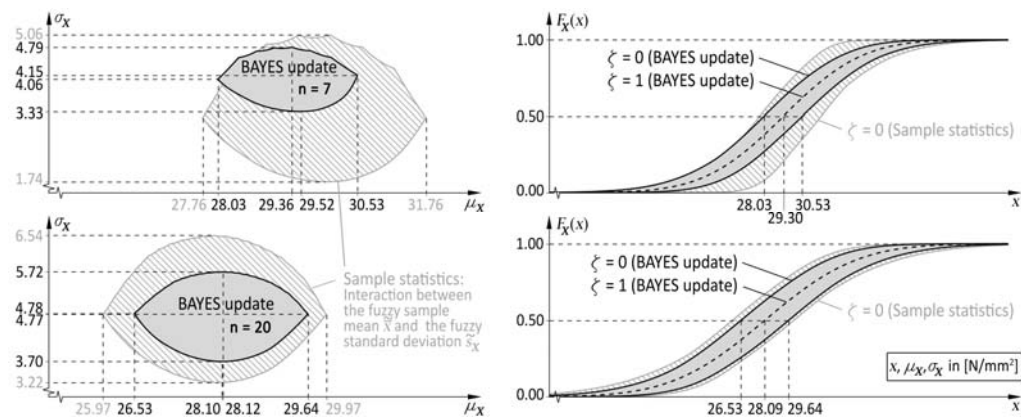 σX
5.06
4.79
4.15
4.06
3.33
1.74
BAYES update
n = 7
27.76 28.03 29.36 29.52 30.53 31.76 μX
FX(x)
1.00
0.50
0.00
ζ = 0 (BAYES update)
ζ = 1 (BAYES update)
ζ = 0 (Sample statistics)
28.03 30.53 x
29.30
σX
6.54
5.72
4.78
4.77
3.70
3.22
BAYES update
n = 20
25.97 26.53 28.10 28.12 29.64 29.97 μX
Sample statistics:
Interaction between
the fuzzy sample
mean x̃ and the fuzzy
standard deviation s̃X
FX(x)
1.00
0.50
0.00
ζ = 0 (BAYES update)
ζ = 1 (BAYES update)
ζ = 0 (Sample statistics)
x, μX, σX in [N/mm²]
26.53 28.09 29.64 x